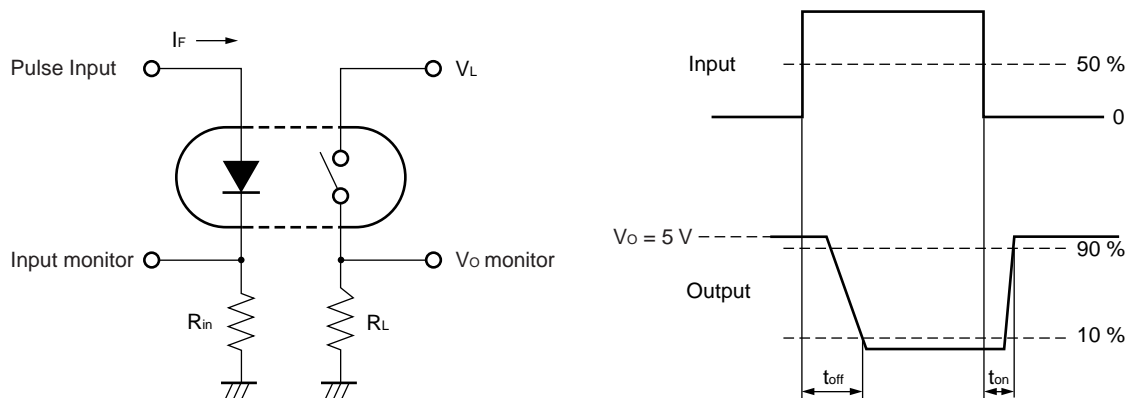 IF
Pulse Input
VL
Input monitor
VO monitor
Rin
RL
Input
50 %
0
VO = 5 V
90 %
Output
10 %
toff
ton